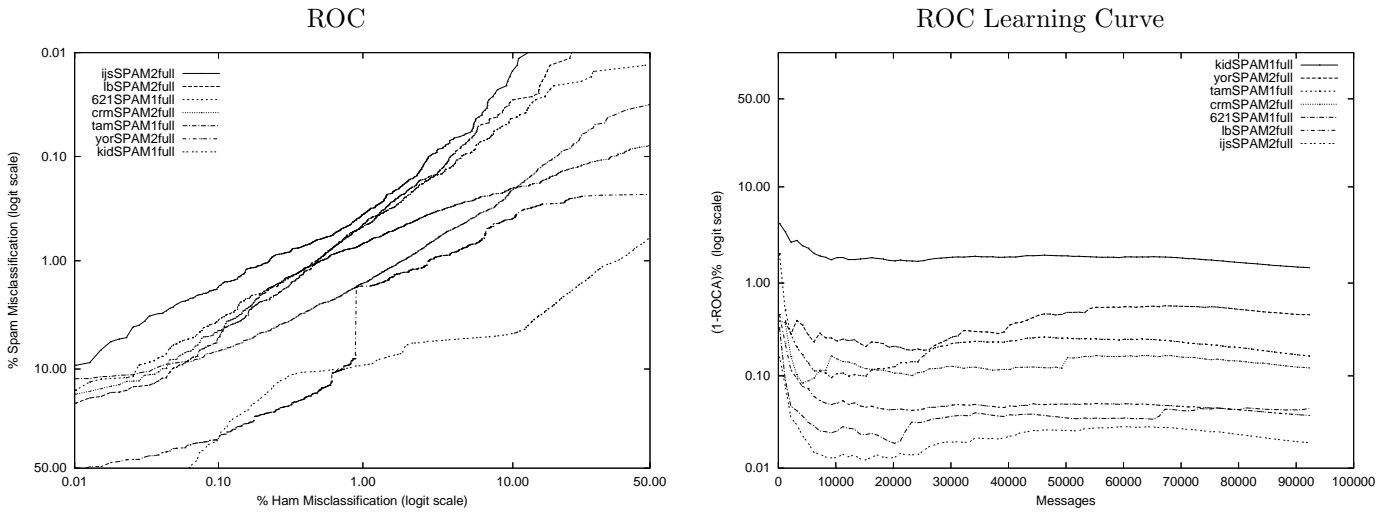 ROC
0.01
ijsSPAM2full
lbSPAM2full
621SPAM1full
crmSPAM2full
tamSPAM1full
yorSPAM2full
kidSPAM1full
0.10
1.00
10.00
50.00
% Spam Misclassification (logit scale)
0.01 0.10 1.00 10.00 50.00
% Ham Misclassification (logit scale)
ROC Learning Curve
kidSPAM1full
yorSPAM2full
tamSPAM1full
crmSPAM2full
621SPAM1full
lbSPAM2full
ijsSPAM2full
50.00
10.00
1.00
0.10
0.01
(1-ROCA)% (logit scale)
0 10000 20000 30000 40000 50000 60000 70000 80000 90000 100000
Messages